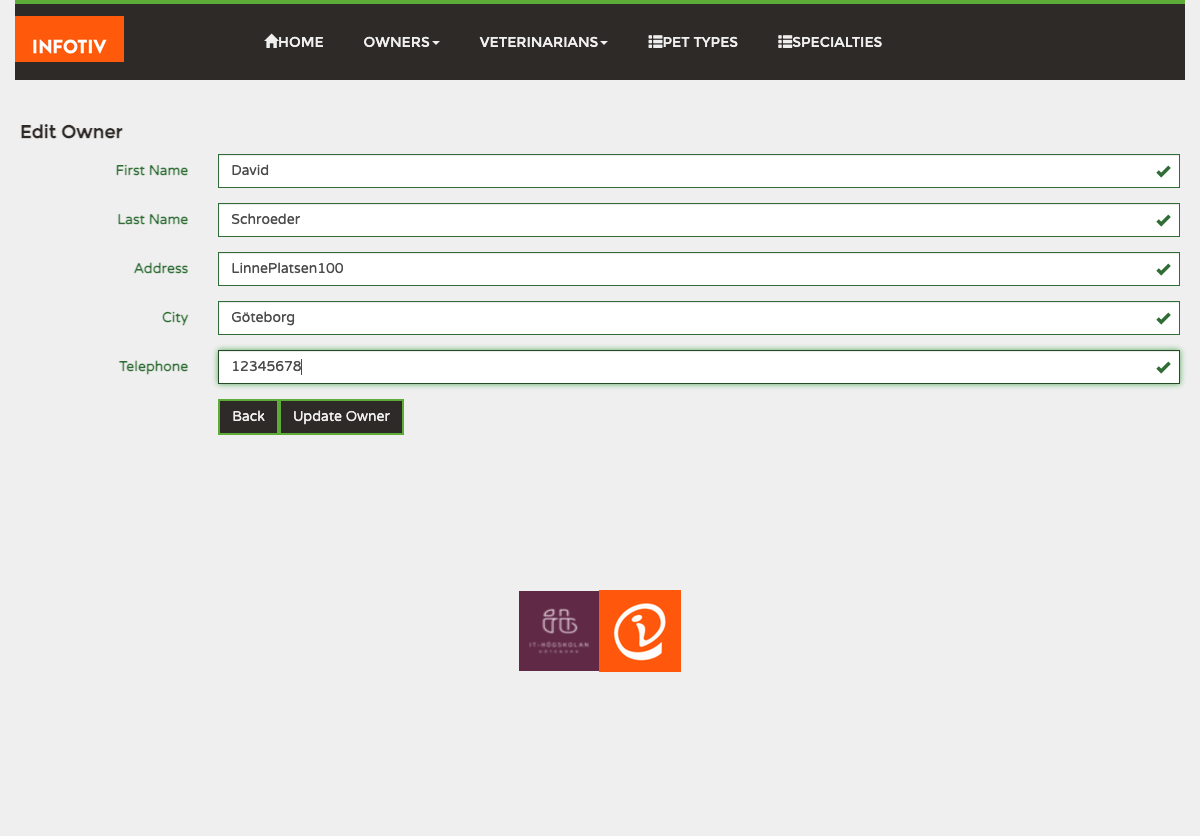 INFOTIV
HOME OWNERS VETERINARIANS PET TYPES SPECIALTIES
Edit Owner
First Name David
Last Name Schroeder
Address LinnePlatsen100
City Göteborg
Telephone 12345678
Back Update Owner
IT-HÖGSKOLAN
GÖTEBORG